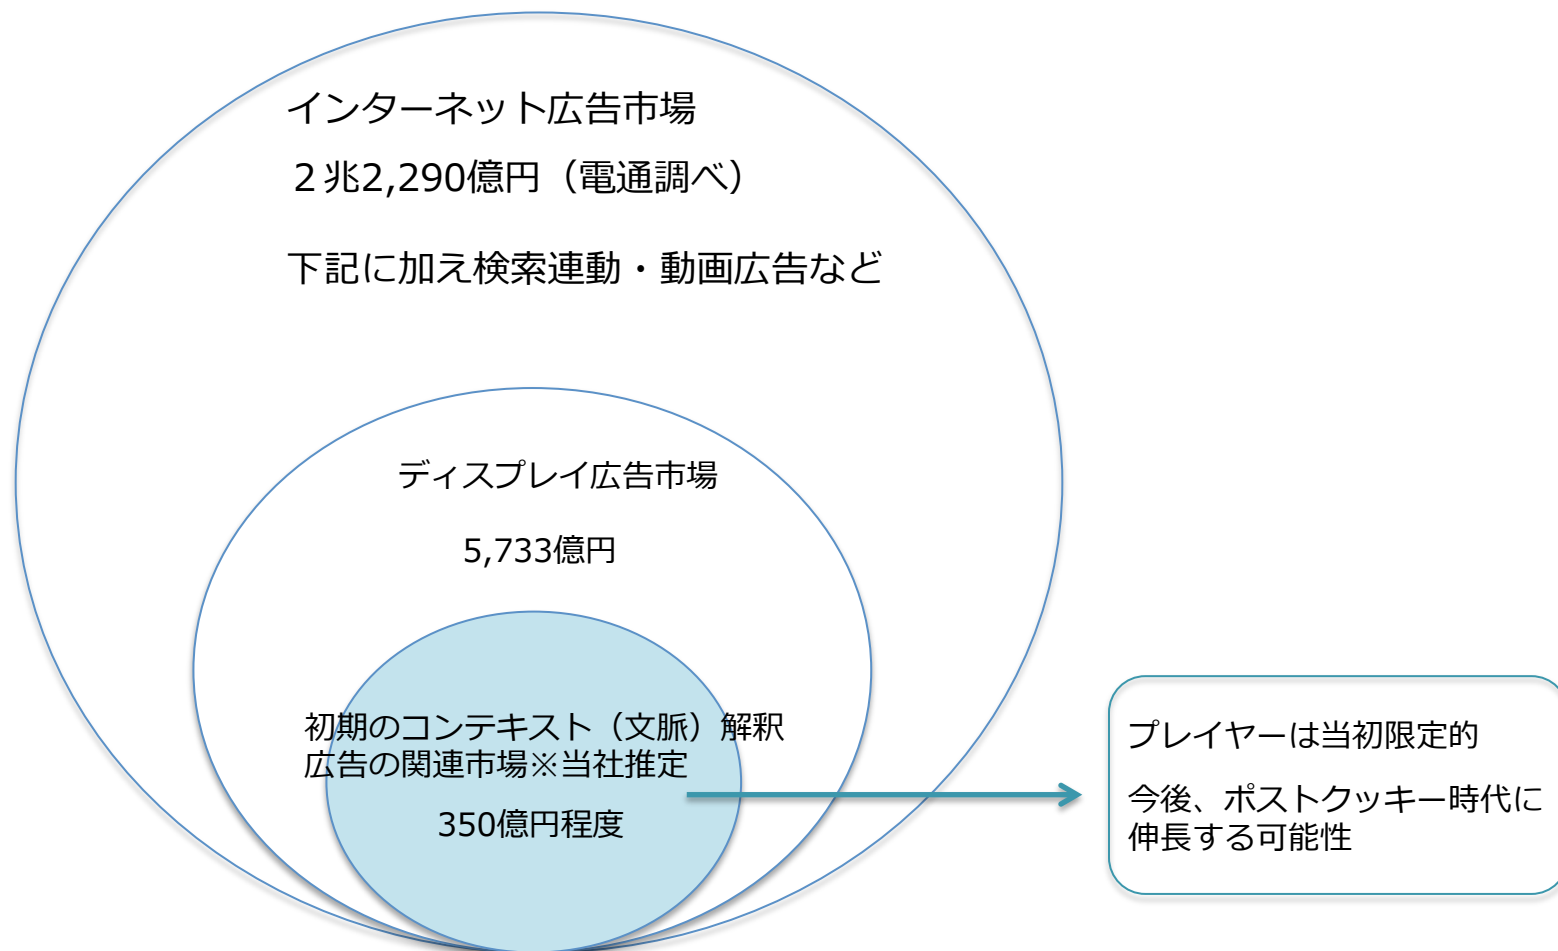 インターネット広告市場
２兆2,290億円（電通調べ）
下記に加え検索連動・動画広告など
ディスプレイ広告市場
5,733億円
初期のコンテキスト（文脈）解釈
広告の関連市場※当社推定
350億円程度
プレイヤーは当初限定的
今後、ポストクッキー時代に
伸長する可能性